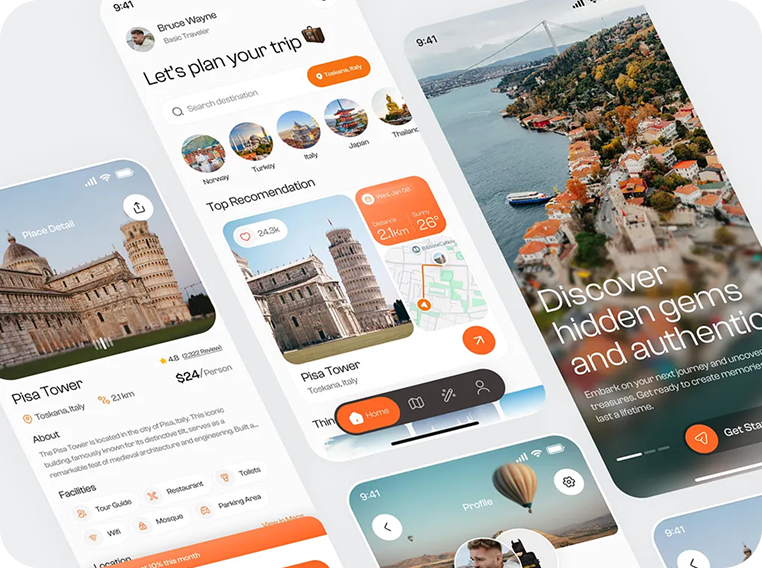 9:41
Bruce Wayne
Basic Traveler
Let's plan your trip
Search destination
Toskana, Italy
Norway
Turkey
Italy
Japan
Thailand
Top Recomendation
24.3k
Wed, Jan 08
Distance
2,1km
Sunny
26°
Pisa Tower
Toskana, Italy
Home
Place Detail
4.8 (2,322 Review)
Pisa Tower
$24/Person
Toskana, Italy
2,1 km
About
The Pisa Tower is located in the city of Pisa, Italy. This iconic
building, famously known for its distinctive tilt, serves as a
remarkable feat of medieval architecture and engineering. Built a...
Facilities
Tour Guide
Restaurant
Toilets
Wifi
Mosque
Parking Area
View in Maps
Location
10% this month
9:41
Discover
hidden gems
and authentic
Embark on your next journey and uncover
treasures. Get ready to create memories
last a lifetime.
Get Sta
9:41
Profile
9:41